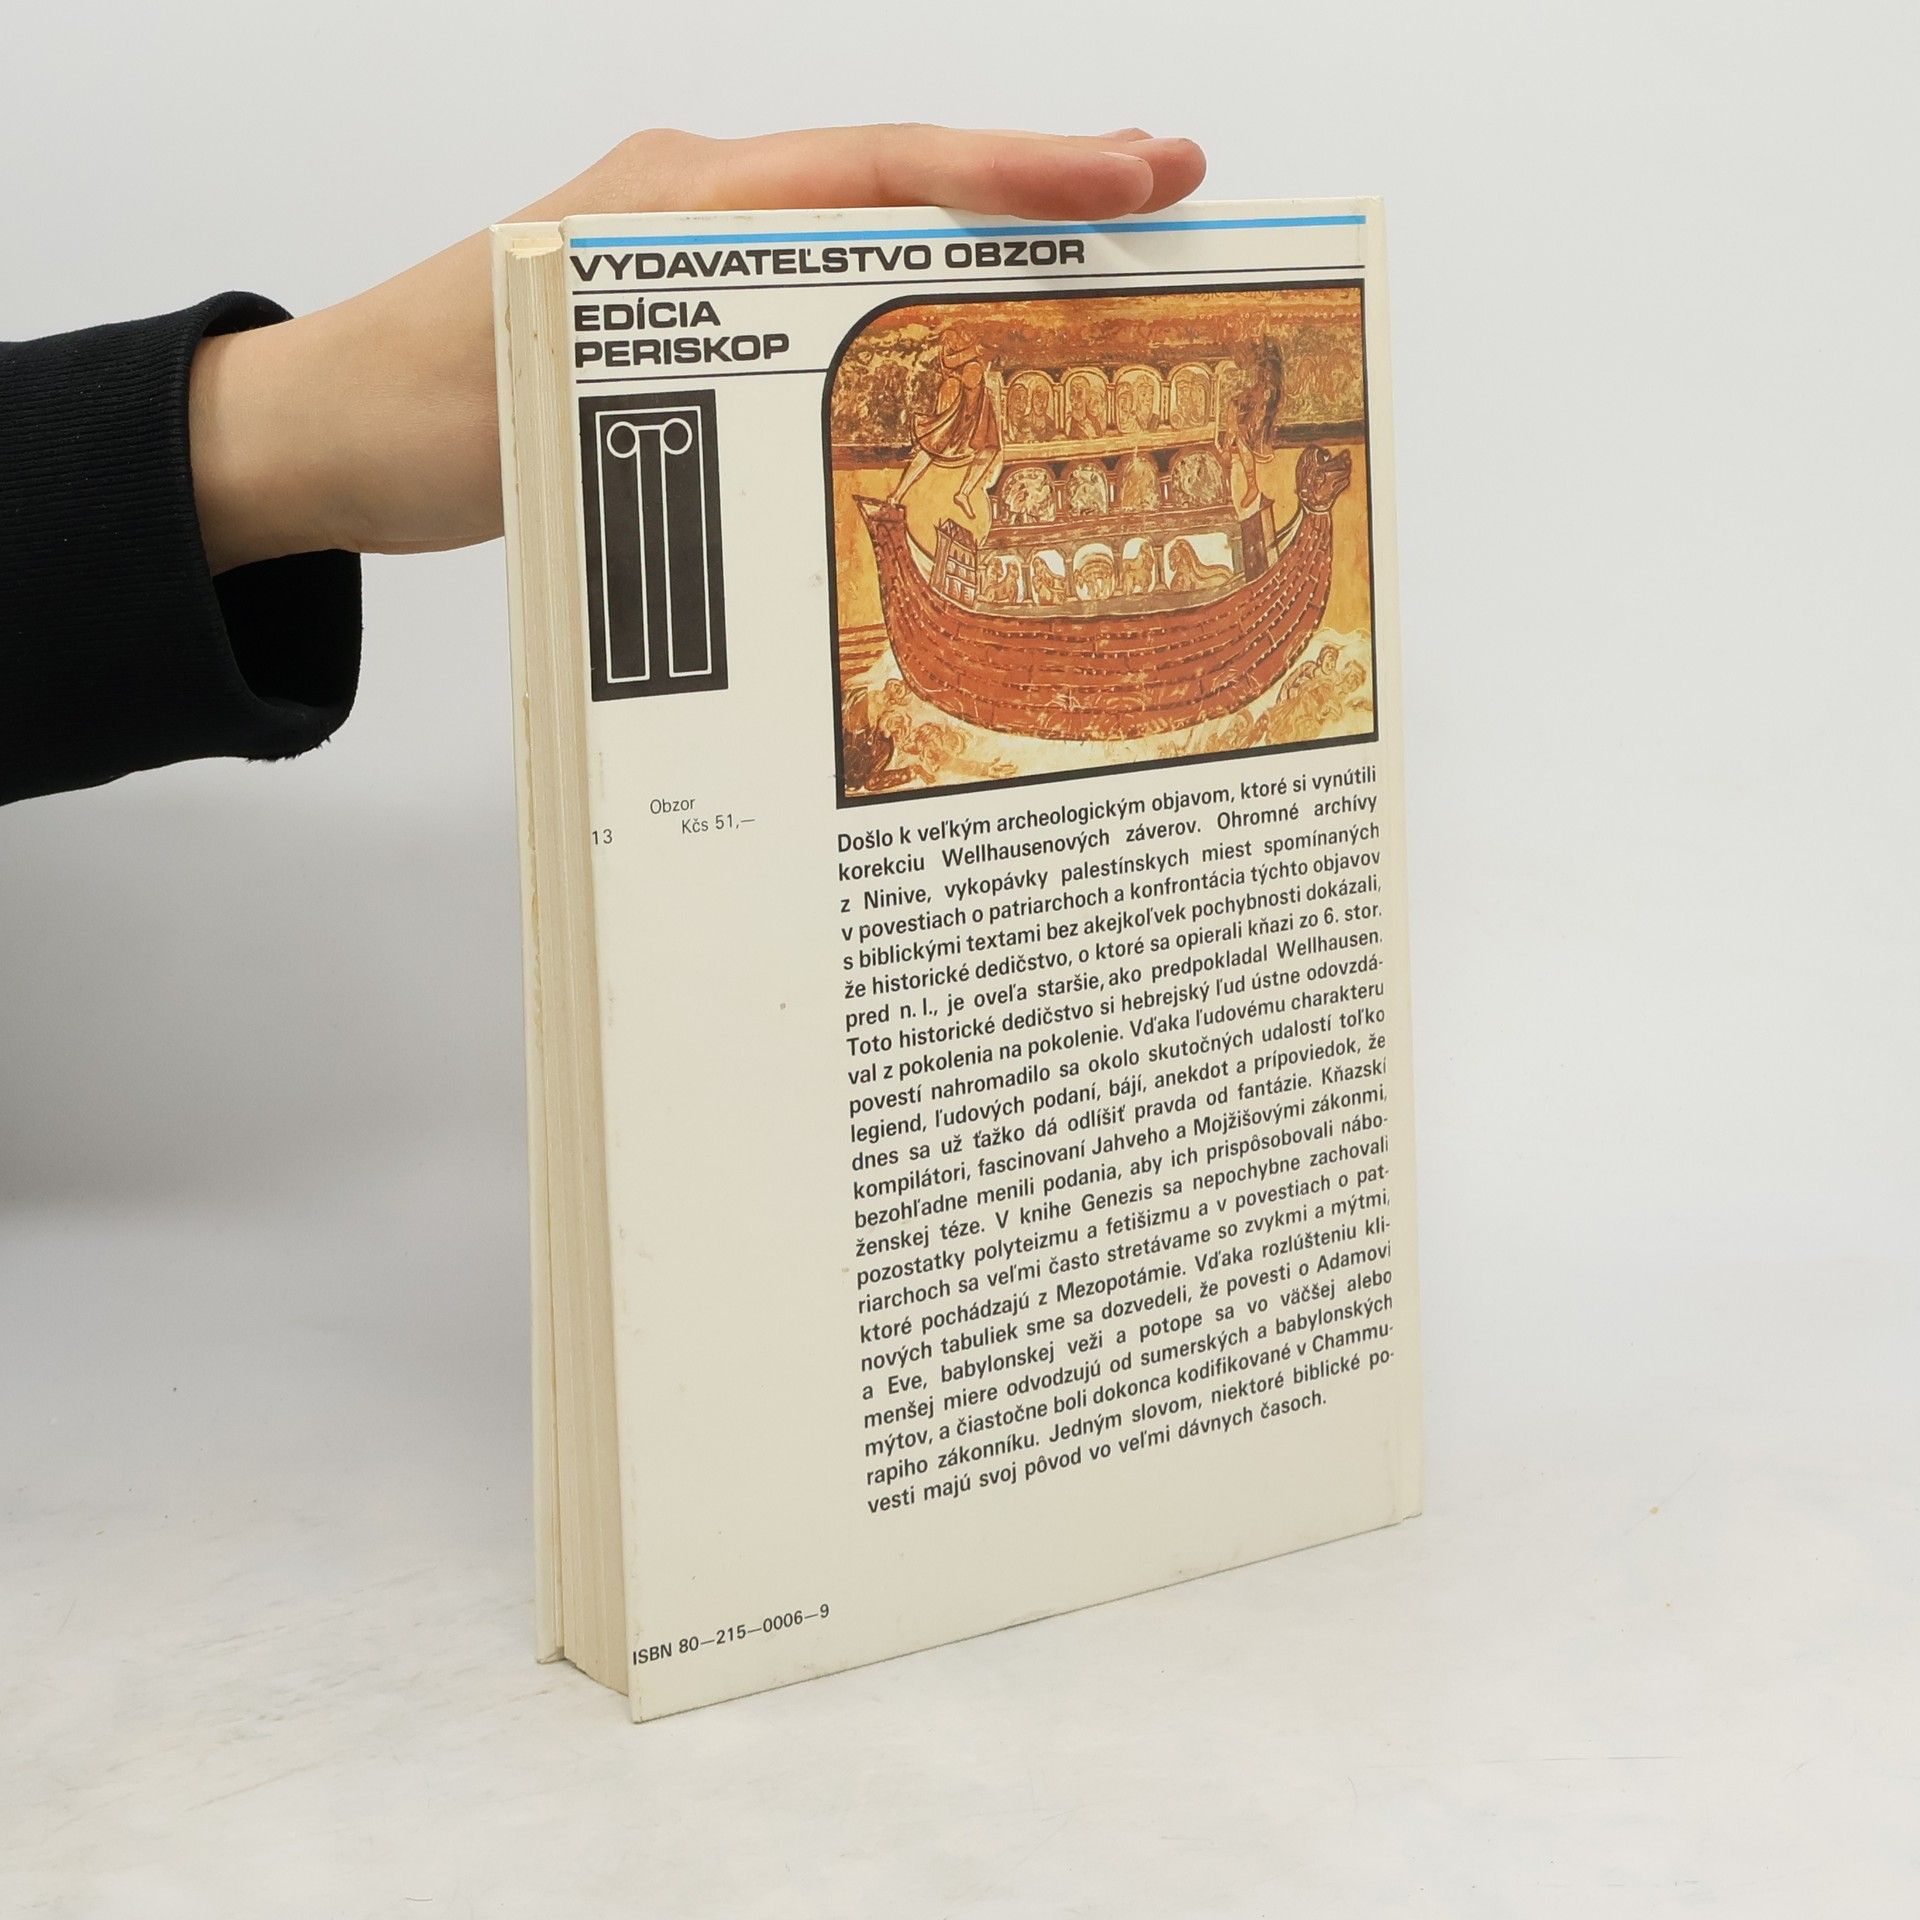 VYDAVATEĽSTVO OBZOR
EDÍCIA
PERISKOP
Obzor
13
Kčs 51,—
Došlo k veľkým archeologickým objavom, ktoré si vynútili
korekciu Wellhausenových záverov. Ohromné archívy
z Ninive, vykopávky palestínskych miest spomínaných
v povestiach o patriarchoch a konfrontácia týchto objavov
s biblickými textami bez akejkoľvek pochybnosti dokázali,
že historické dedičstvo, o ktoré sa opierali kňazi zo 6. stor.
pred n. l., je oveľa staršie, ako predpokladal Wellhausen.
Toto historické dedičstvo si hebrejský ľud ústne odovzdá-
val z pokolenia na pokolenie. Vďaka ľudovému charakteru
povestí nahromadilo sa okolo skutočných udalostí toľko
legiend, ľudových podaní, bájí, anekdot a prípoviedok, že
dnes sa už ťažko dá odlíšiť pravda od fantázie. Kňazskí
kompilátori, fascinovaní Jahveho a Mojžišovými zákonmi,
bezohľadne menili podania, aby ich prispôsobovali nábo-
ženskej téze. V knihe Genezis sa nepochybne zachovali
pozostatky polyteizmu a fetišizmu a v povestiach o pat-
riarchoch sa veľmi často stretávame so zvykmi a mýtmi,
ktoré pochádzajú z Mezopotámie. Vďaka rozlúšteniu kli-
nových tabuliek sme sa dozvedeli, že povesti o Adamovi
a Eve, babylonskej veži a potope sa vo väčšej alebo
menšej miere odvodzujú od sumerských a babylonských
mýtov, a čiastočne boli dokonca kodifikované v Chammu-
rapiho zákonníku. Jedným slovom, niektoré biblické po-
vesti majú svoj pôvod vo veľmi dávnych časoch.
ISBN 80—215—0006—9